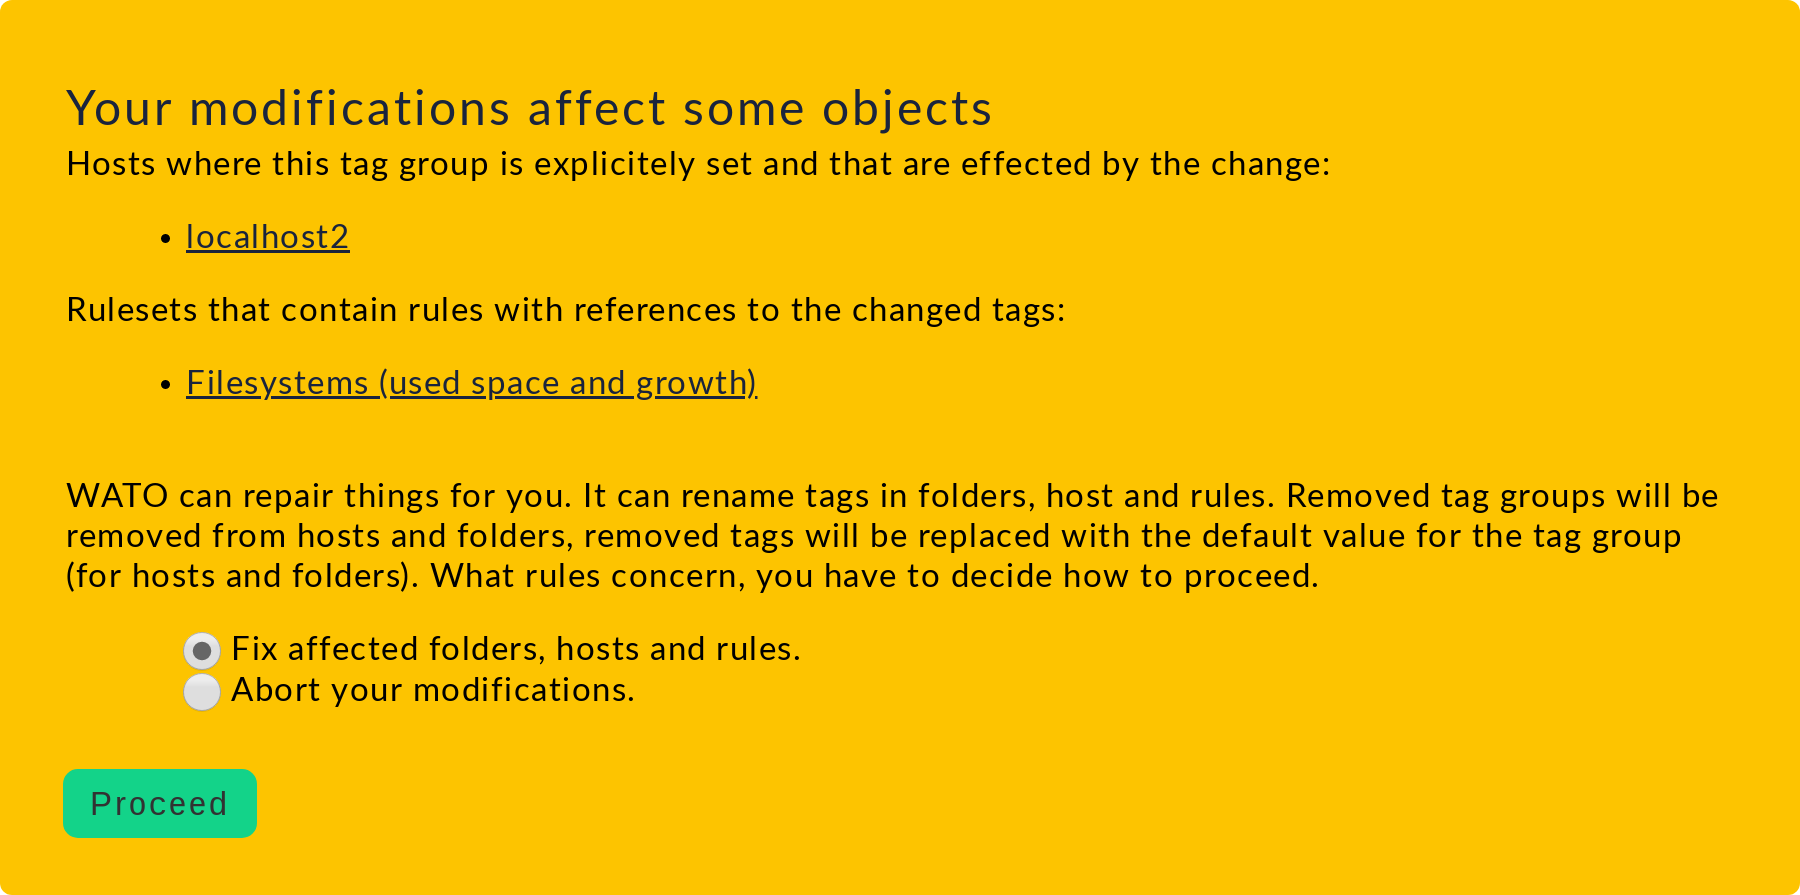 Your modifications affect some objects
Hosts where this tag group is explicitely set and that are effected by the change:
• localhost2
Rulesets that contain rules with references to the changed tags:
• Filesystems (used space and growth)
WATO can repair things for you. It can rename tags in folders, host and rules. Removed tag groups will be
removed from hosts and folders, removed tags will be replaced with the default value for the tag group
(for hosts and folders). What rules concern, you have to decide how to proceed.
Fix affected folders, hosts and rules.
Abort your modifications.
Proceed